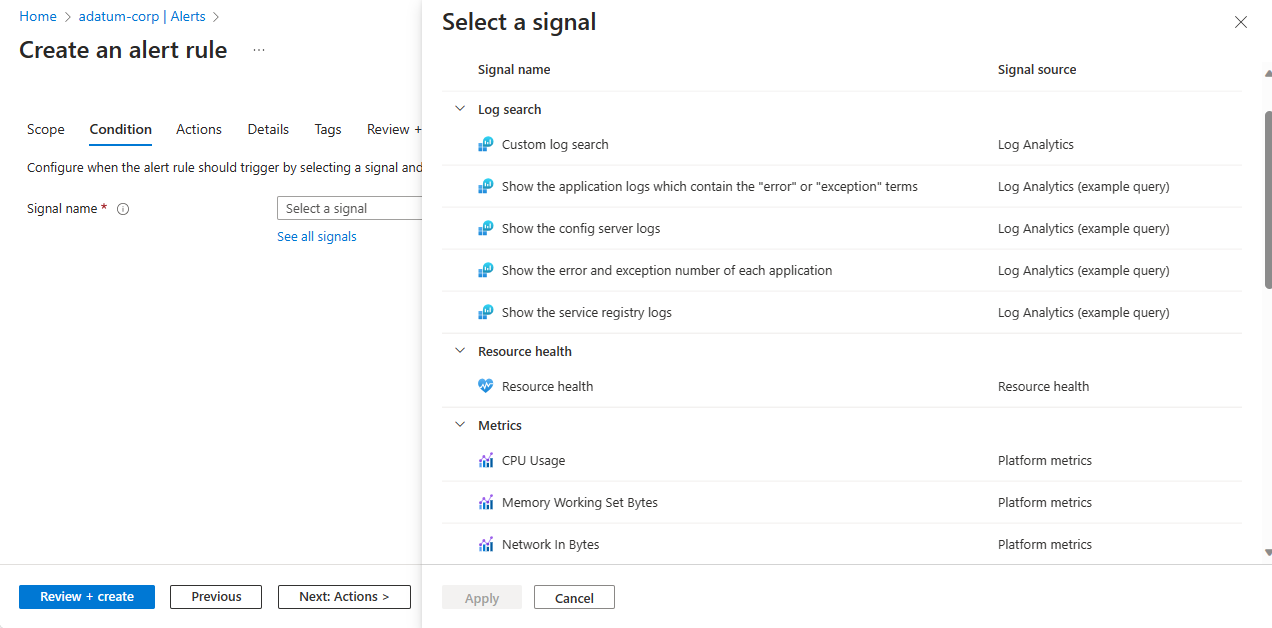 Home > adatum-corp | Alerts >
Create an alert rule ...
Scope Condition Actions Details Tags Review +
Configure when the alert rule should trigger by selecting a signal and
Signal name *
Select a signal
See all signals
Review + create
Previous
Next: Actions >
Select a signal
Signal name Signal source
Log search
Custom log search Log Analytics
Show the application logs which contain the "error" or "exception" terms Log Analytics (example query)
Show the config server logs Log Analytics (example query)
Show the error and exception number of each application Log Analytics (example query)
Show the service registry logs Log Analytics (example query)
Resource health
Resource health Resource health
Metrics
CPU Usage Platform metrics
Memory Working Set Bytes Platform metrics
Network In Bytes Platform metrics
Apply
Cancel